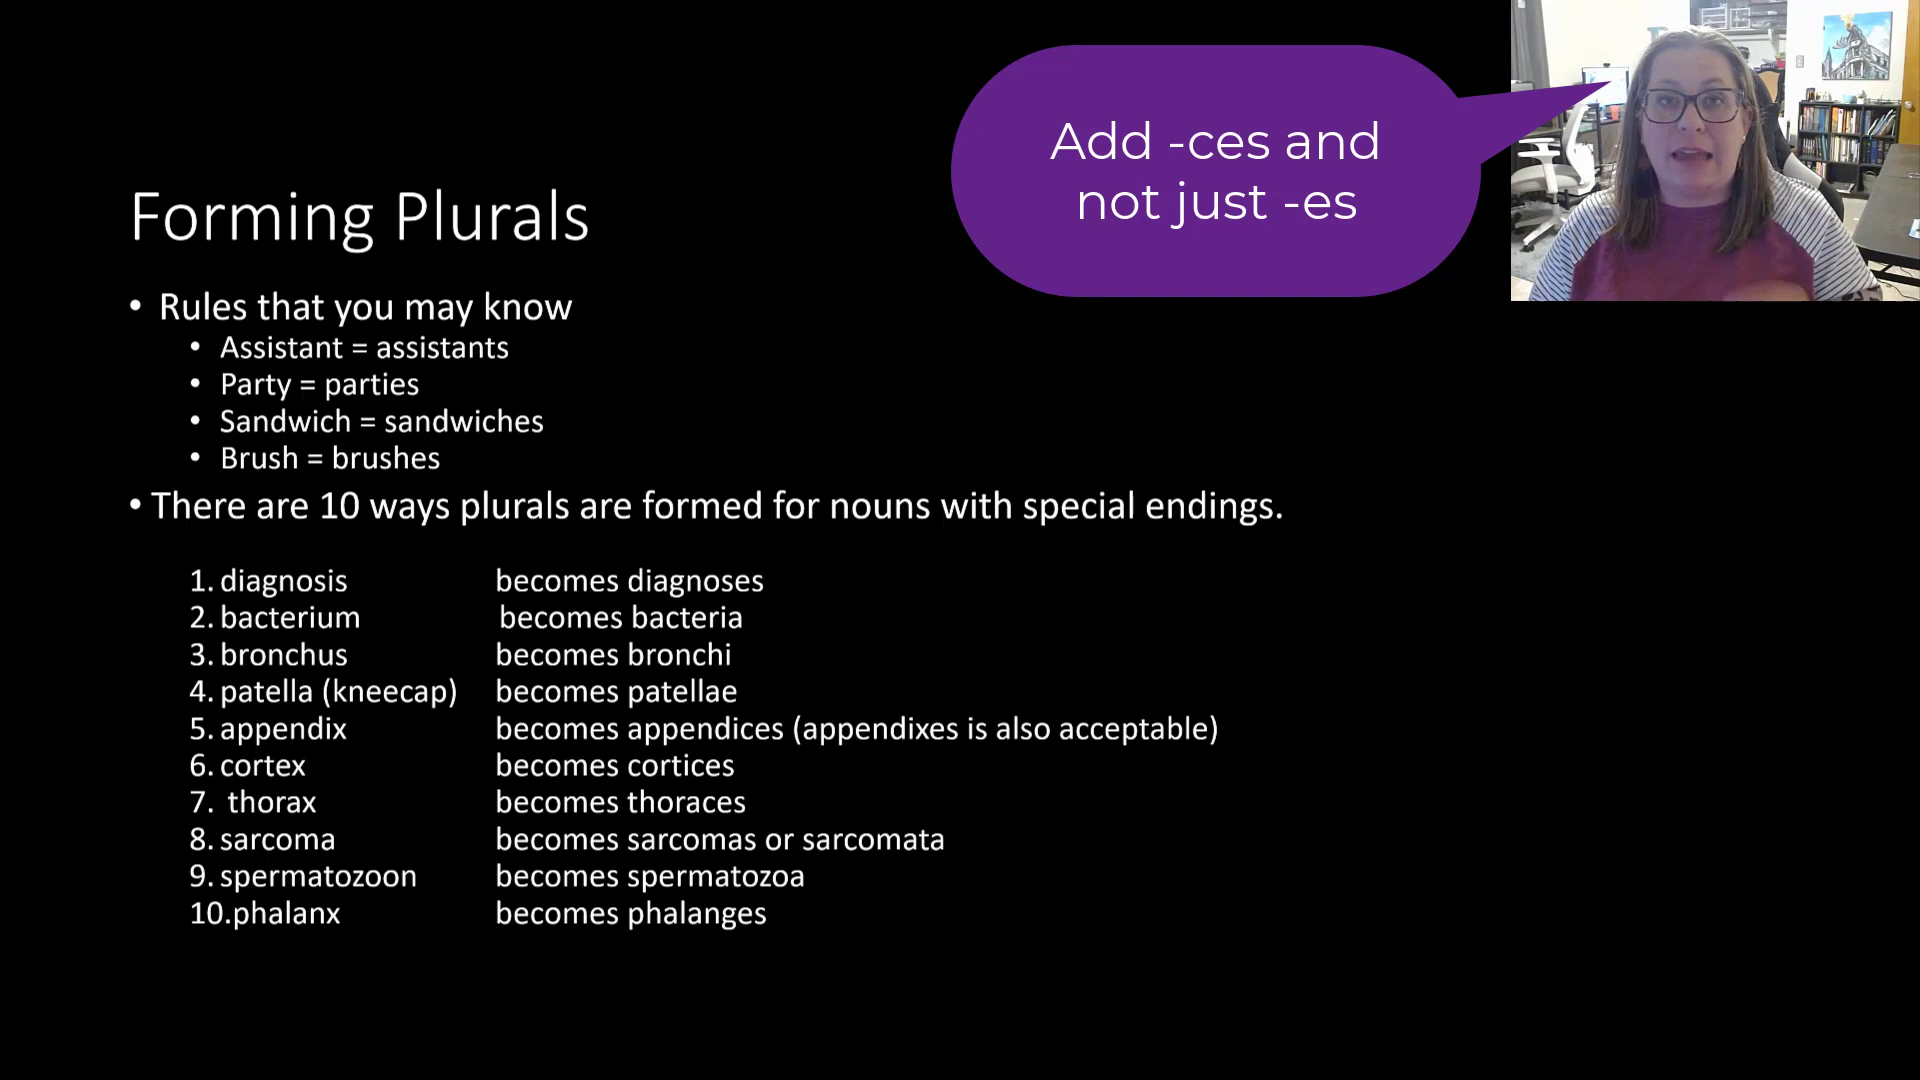 Add -ces and
not just -es
Forming Plurals
• Rules that you may know
• Assistant = assistants
• Party = parties
• Sandwich = sandwiches
• Brush = brushes
• There are 10 ways plurals are formed for nouns with special endings.
1. diagnosis becomes diagnoses
2. bacterium becomes bacteria
3. bronchus becomes bronchi
4. patella (kneecap) becomes patellae
5. appendix becomes appendices (appendixes is also acceptable)
6. cortex becomes cortices
7. thorax becomes thoraces
8. sarcoma becomes sarcomas or sarcomata
9. spermatozoon becomes spermatozoa
10.phalanx becomes phalanges